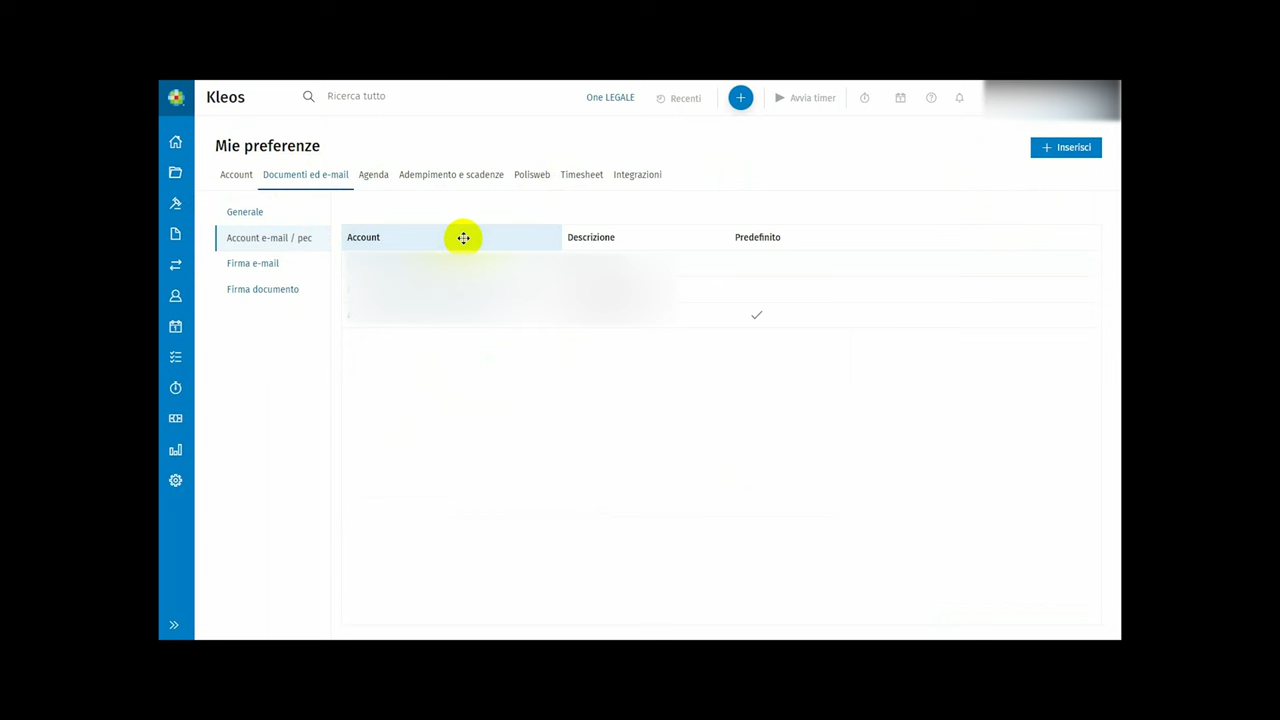 Kleos
Ricerca tutto
One LEGALE
Recenti
Avvia timer
Mie preferenze
Inserisci
Account
Documenti ed e-mail
Agenda
Adempimento e scadenze
Polisweb
Timesheet
Integrazioni
Generale
Account e-mail / pec
Firma e-mail
Firma documento
Account
Descrizione
Predefinito